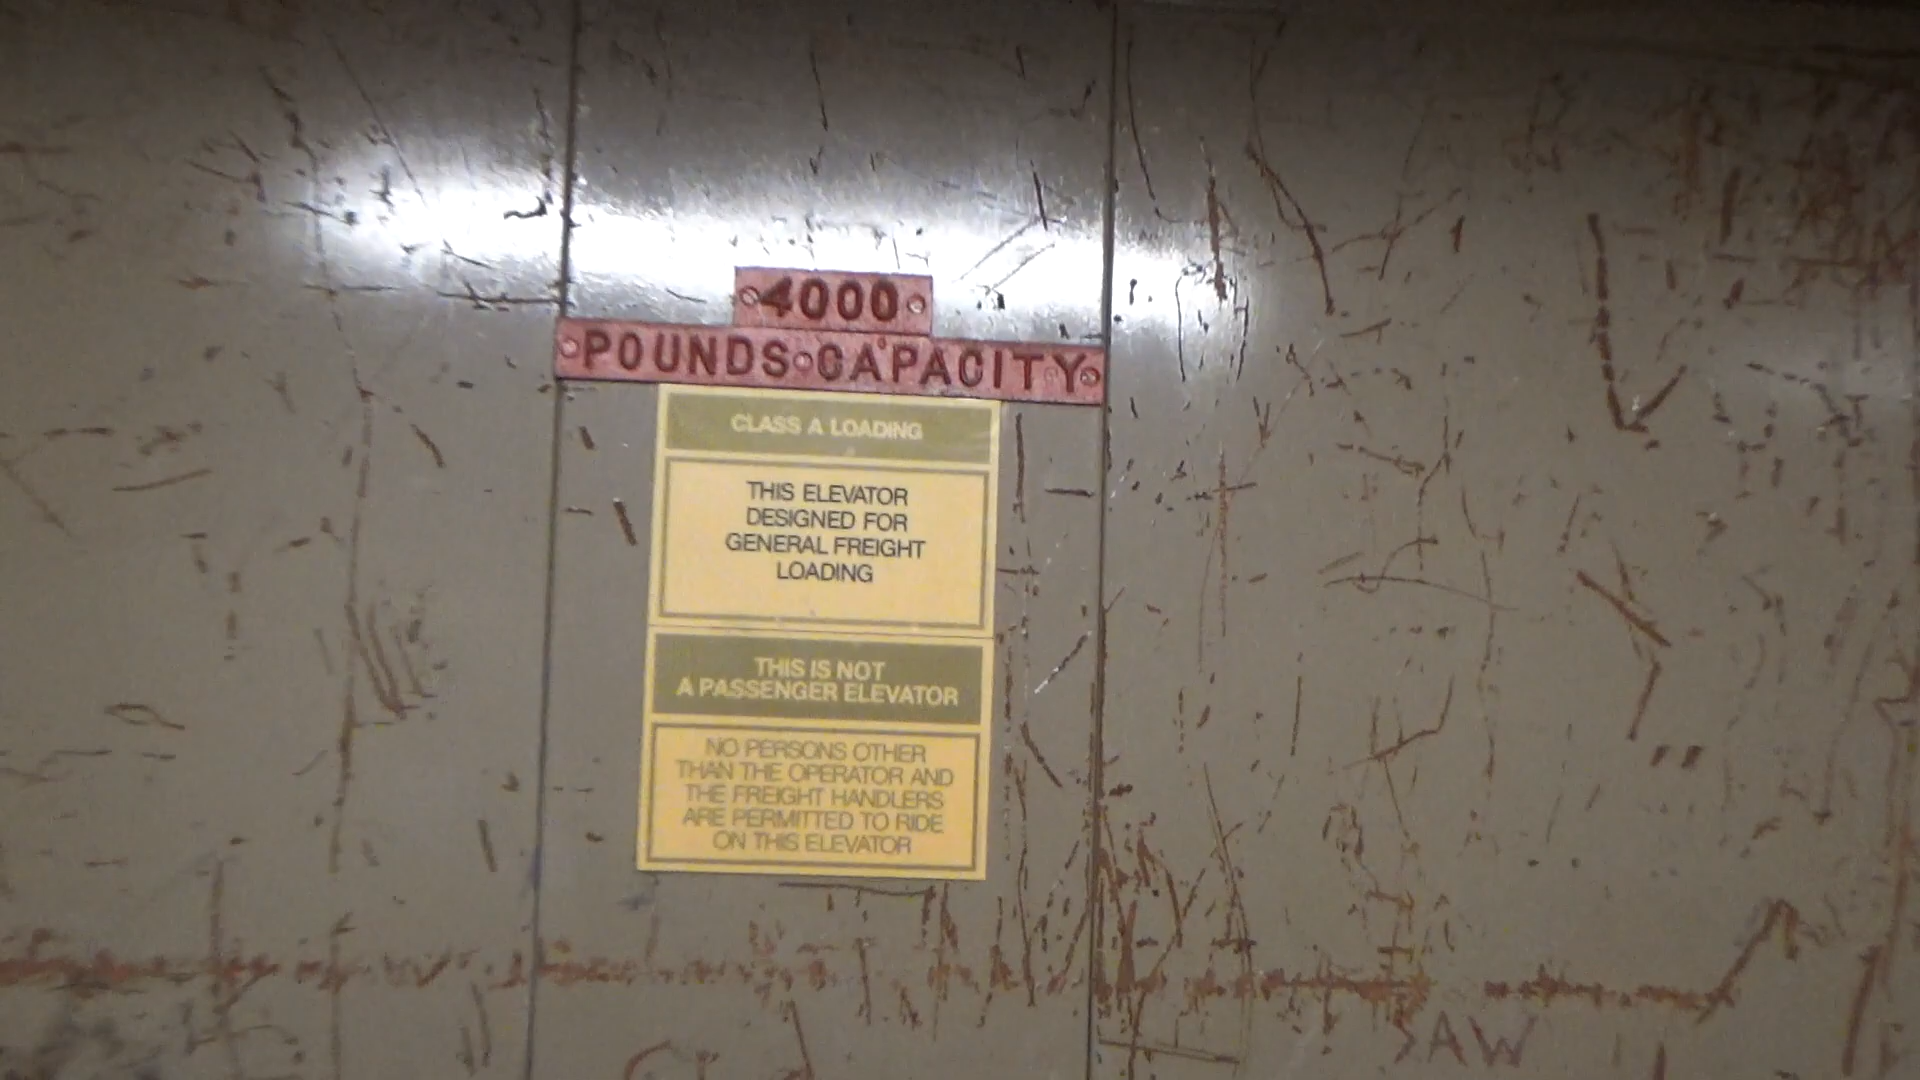 4000
POUNDS CAPACITY
CLASS A LOADING
THIS ELEVATOR
DESIGNED FOR
GENERAL FREIGHT
LOADING
THIS IS NOT
A PASSENGER ELEVATOR
NO PERSONS OTHER
THAN THE OPERATOR AND
THE FREIGHT HANDLERS
ARE PERMITTED TO RIDE
ON THIS ELEVATOR
SAW